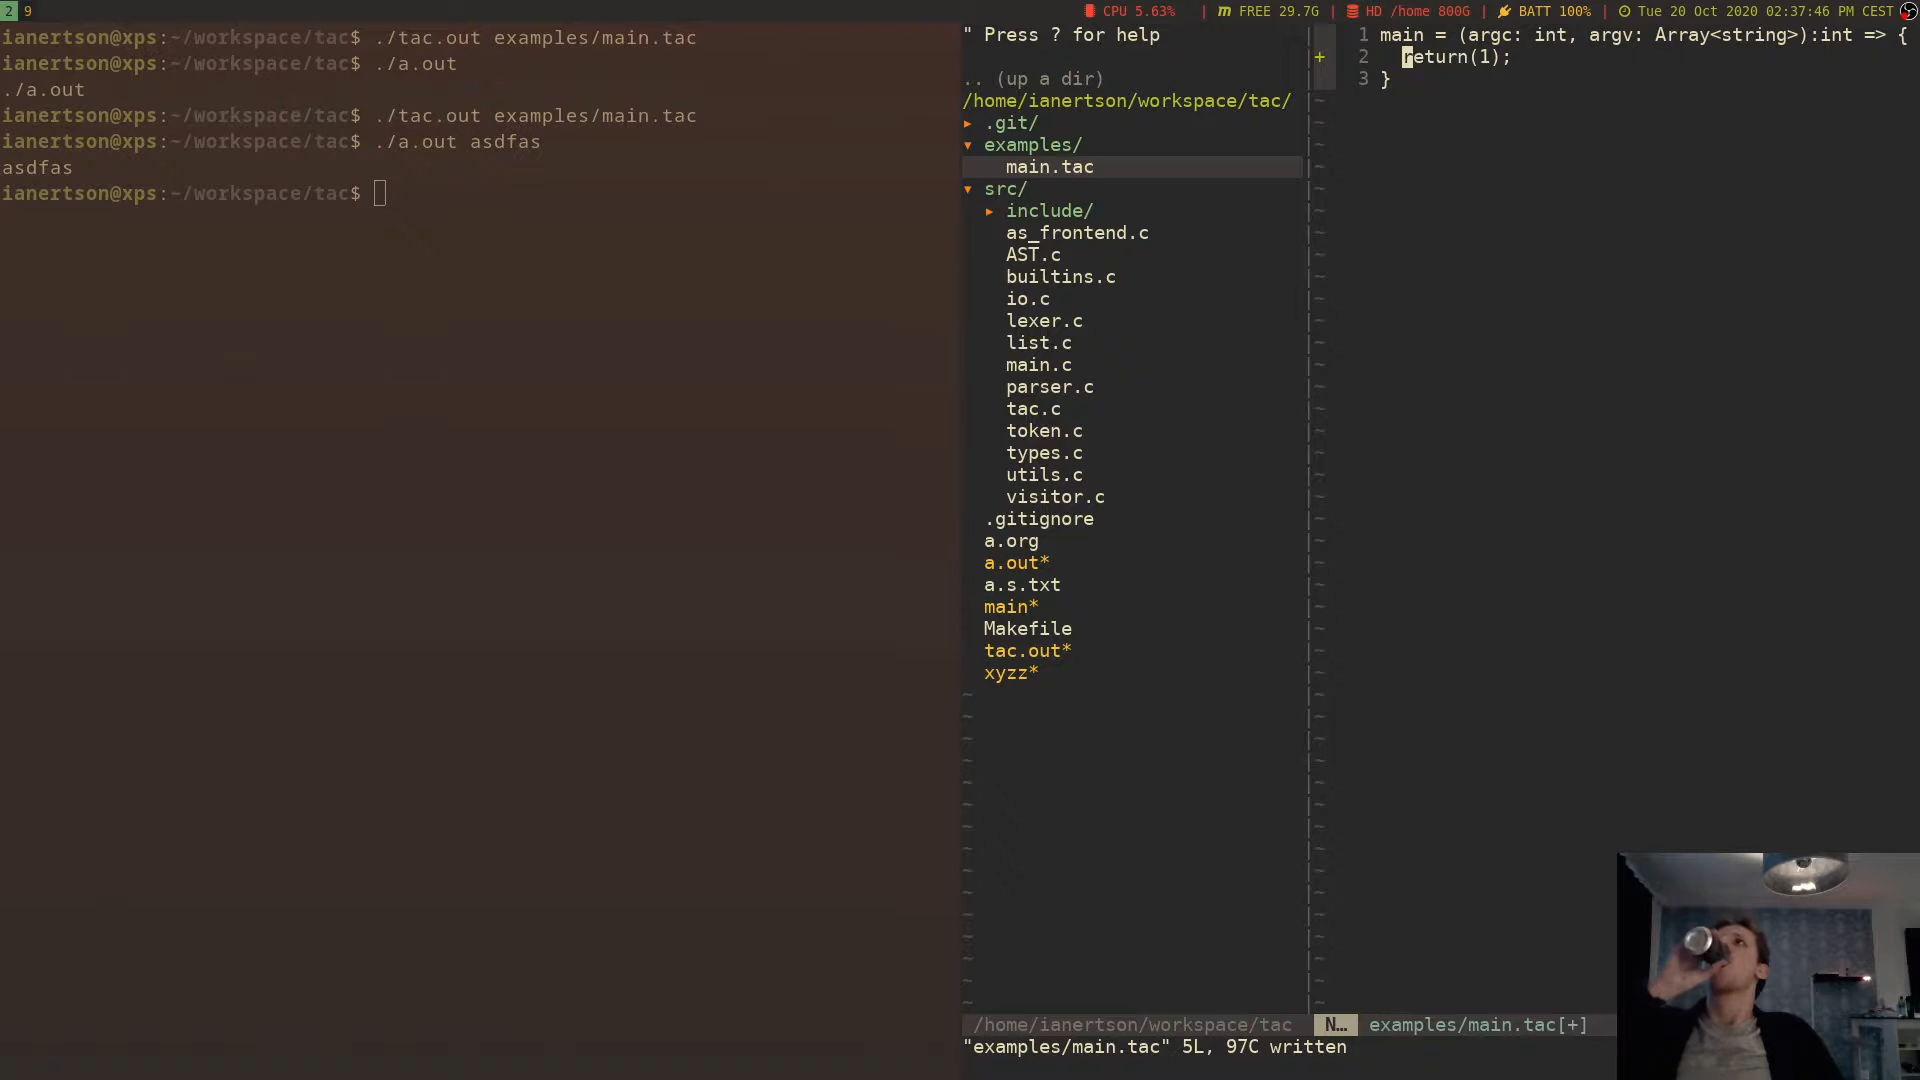 2 9
CPU 5.63% | m FREE 29.7G | HD /home 800G | BATT 100% | Tue 20 Oct 2020 02:37:46 PM CEST
ianertson@xps:~/workspace/tac$ ./tac.out examples/main.tac
ianertson@xps:~/workspace/tac$ ./a.out
./a.out
ianertson@xps:~/workspace/tac$ ./tac.out examples/main.tac
ianertson@xps:~/workspace/tac$ ./a.out asdfas
asdfas
ianertson@xps:~/workspace/tac$
" Press ? for help
.. (up a dir)
/home/ianertson/workspace/tac/
▸ .git/
▾ examples/
main.tac
▾ src/
▸ include/
as_frontend.c
AST.c
builtins.c
io.c
lexer.c
list.c
main.c
parser.c
tac.c
token.c
types.c
utils.c
visitor.c
.gitignore
a.org
a.out*
a.s.txt
main*
Makefile
tac.out*
xyzz*
/home/ianertson/workspace/tac
1 main = (argc: int, argv: Array<string>):int => {
+ 2 return(1);
3 }
N… examples/main.tac[+]
"examples/main.tac" 5L, 97C written